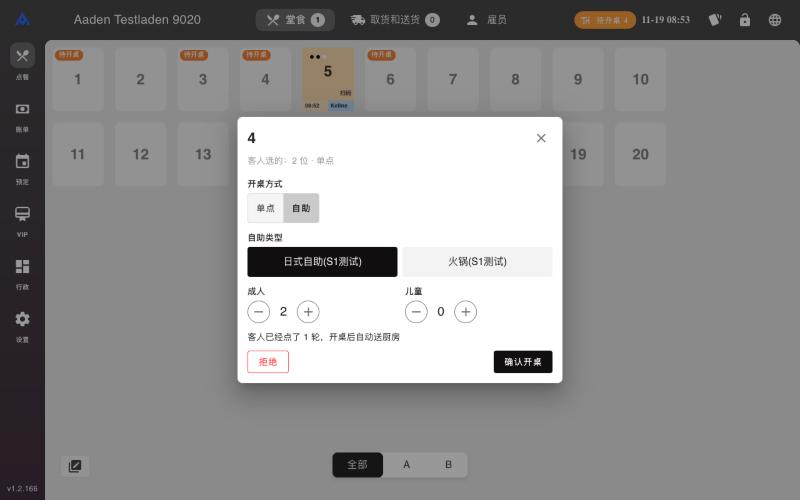 Aaden Testladen 9020
堂食 1
取货和送货 0
雇员
待开桌 4
11-19 08:53
点餐
账单
预定
VIP
行政
设置
v1.2.166
待开桌
1
2
待开桌
3
待开桌
4
5
扫码
08:52
Keline
待开桌
6
7
8
9
10
11
12
13
19
20
4
客人选的：2 位 · 单点
开桌方式
单点
自助
自助类型
日式自助(S1测试)
火锅(S1测试)
成人
儿童
2
0
客人已经点了 1 轮，开桌后自动送厨房
拒绝
确认开桌
全部
A
B